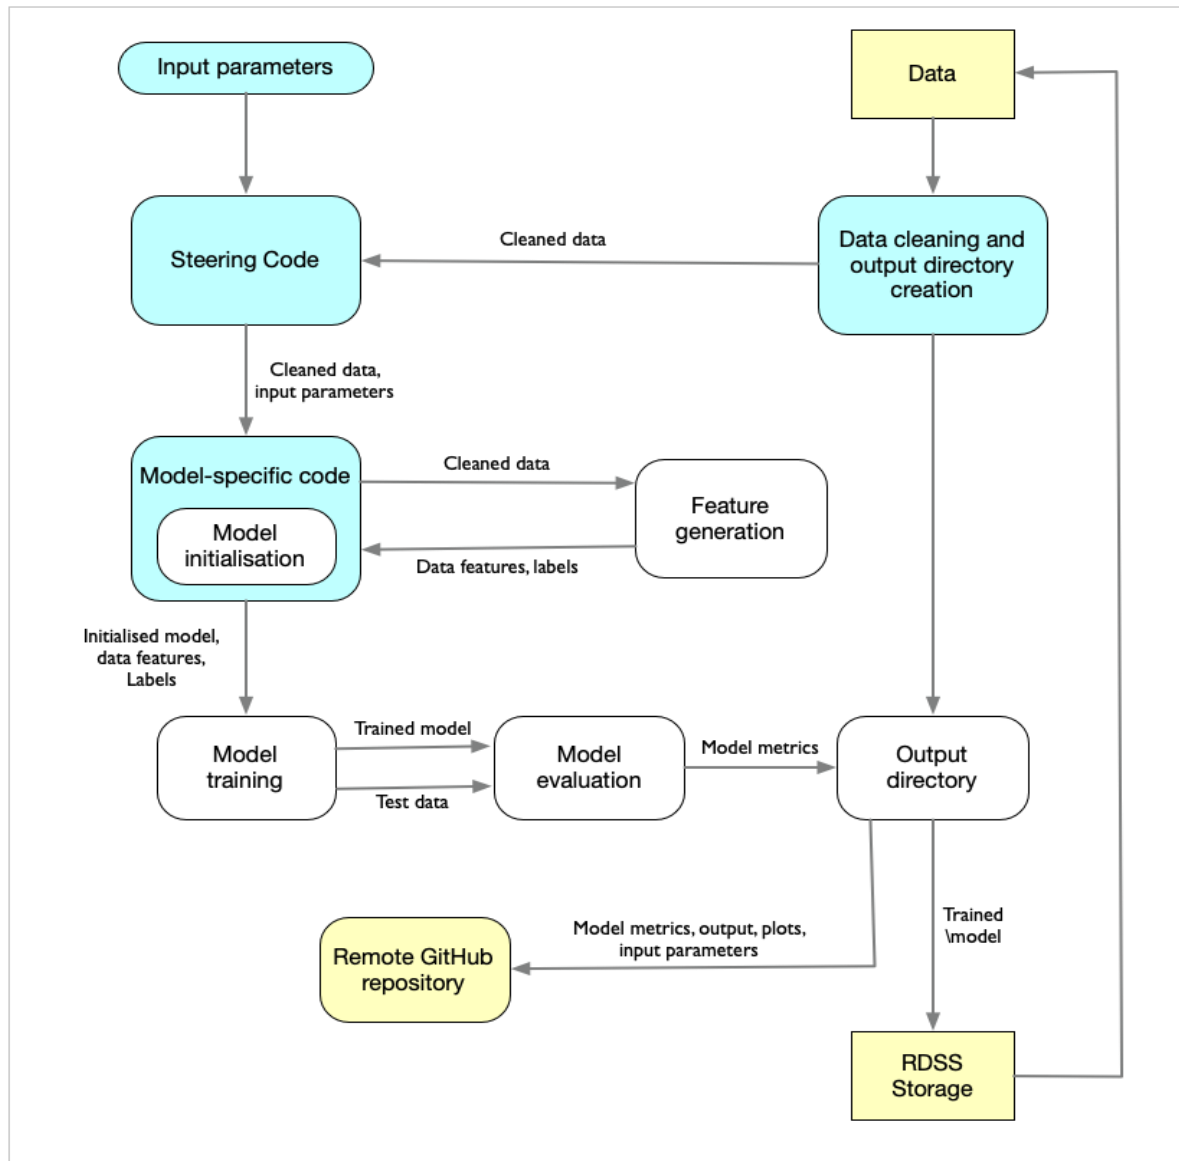 Input parameters
Data
Steering Code
Cleaned data
Data cleaning and
output directory
creation
Cleaned data,
input parameters
Model-specific code
Model
initialisation
Cleaned data
Feature
generation
Data features, labels
Initialised model,
data features,
Labels
Model
training
Trained model
Test data
Model
evaluation
Model metrics
Output
directory
Model metrics, output, plots,
input parameters
Trained
\model
Remote GitHub
repository
RDSS
Storage